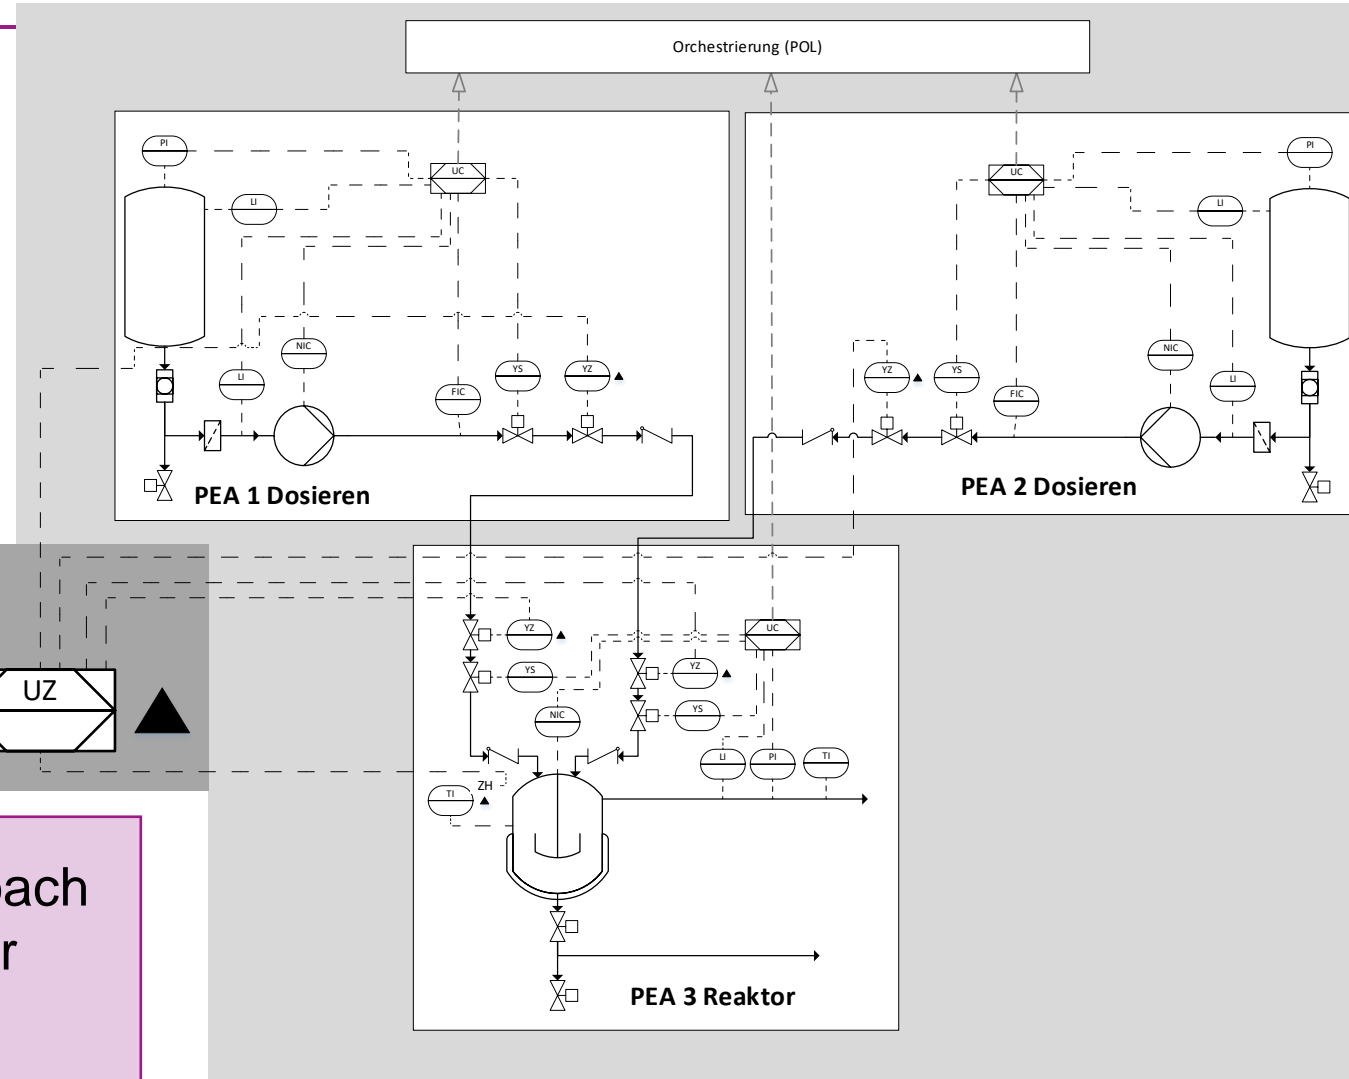 Orchestrierung (POL)
PI
UC
LI
NIC
LI
FIC
YS
YZ
PEA 1 Dosieren
UC
PI
LI
YZ
YS
FIC
NIC
LI
PEA 2 Dosieren
UZ
YZ
YS
NIC
UC
YZ
YS
LI
PI
TI
TI
ZH
PEA 3 Reaktor
oach
r